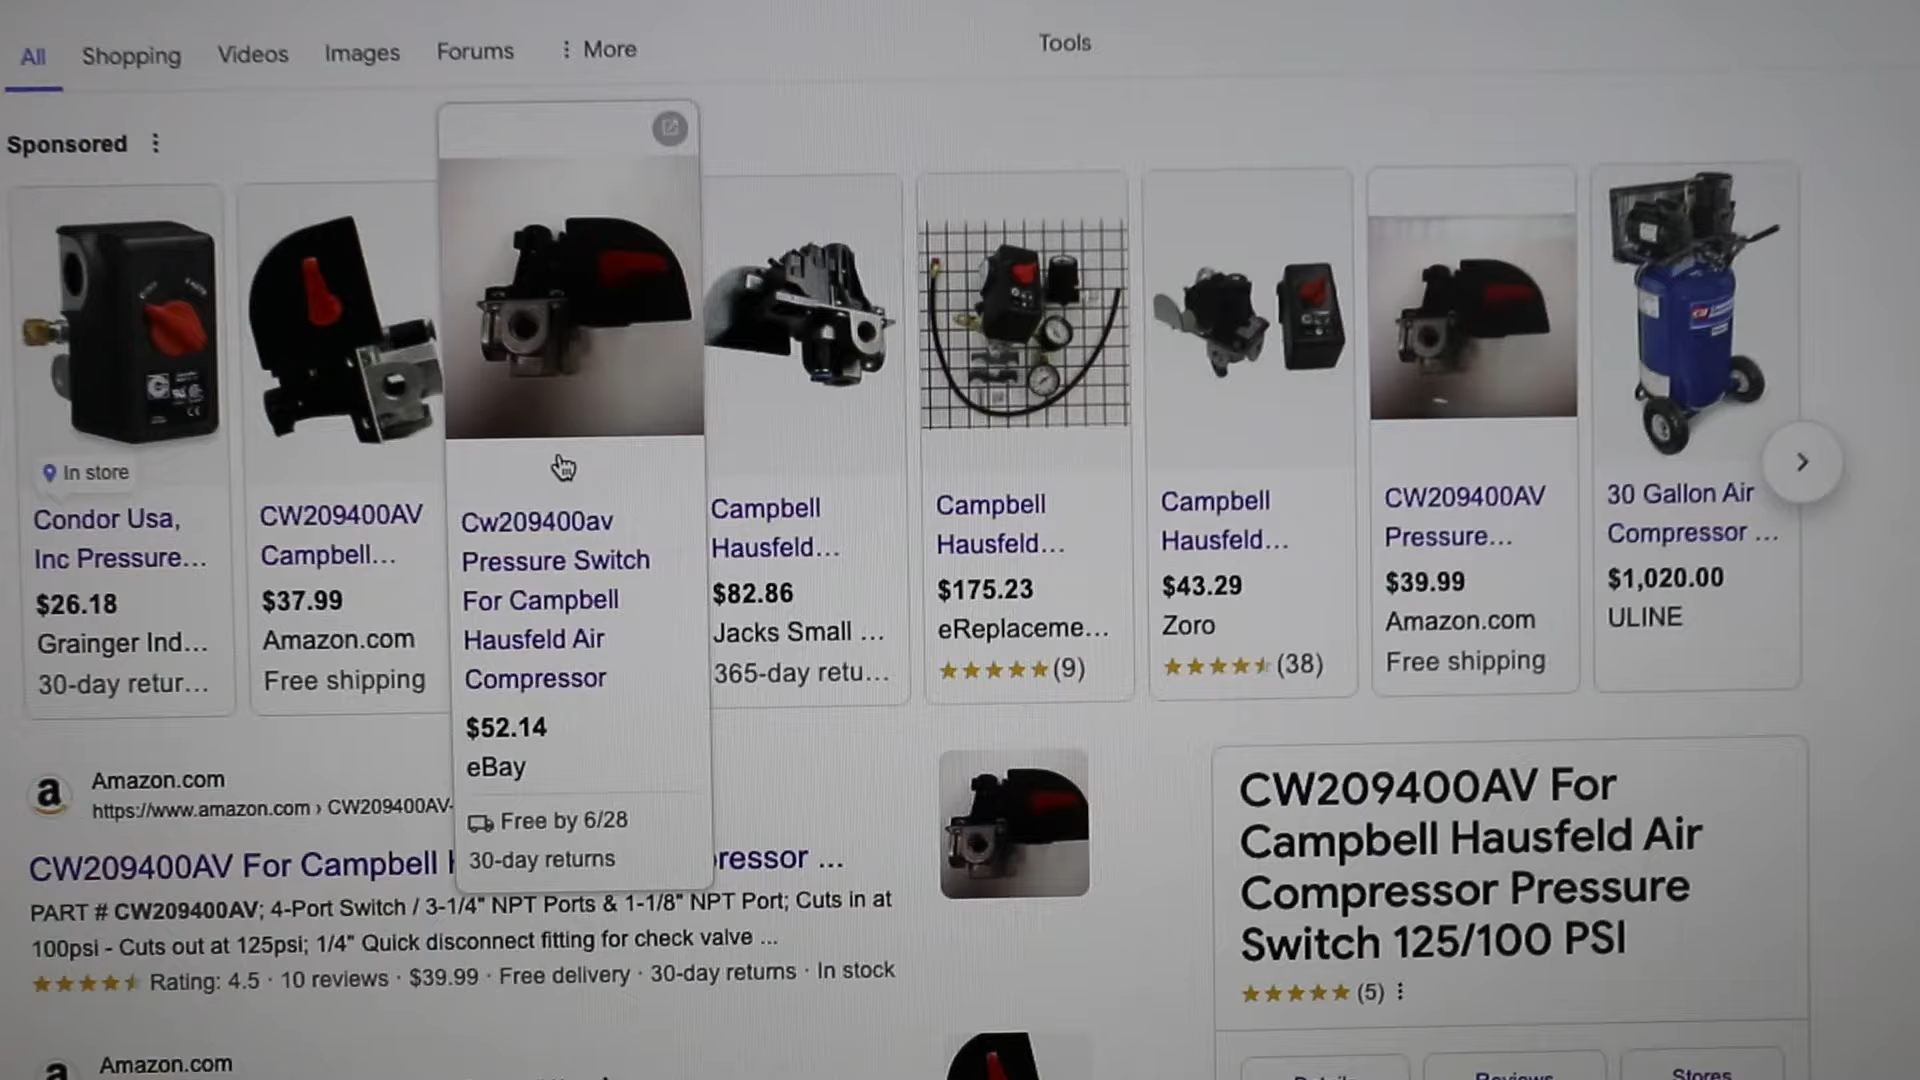 All
Shopping
Videos
Images
Forums
More
Tools
Sponsored
In store
Condor Usa,
Inc Pressure...
$26.18
Grainger Ind...
30-day retur...
CW209400AV
Campbell...
$37.99
Amazon.com
Free shipping
Cw209400av
Pressure Switch
For Campbell
Hausfeld Air
Compressor
$52.14
eBay
Free by 6/28
30-day returns
Campbell
Hausfeld...
$82.86
Jacks Small ...
365-day retu...
Campbell
Hausfeld...
$175.23
eReplaceme...
(9)
Campbell
Hausfeld...
$43.29
Zoro
(38)
CW209400AV
Pressure...
$39.99
Amazon.com
Free shipping
30 Gallon Air
Compressor ...
$1,020.00
ULINE
Amazon.com
https://www.amazon.com › CW209400AV-
CW209400AV For Campbell
ressor ...
PART # CW209400AV; 4-Port Switch / 3-1/4" NPT Ports & 1-1/8" NPT Port; Cuts in at
100psi - Cuts out at 125psi; 1/4" Quick disconnect fitting for check valve ...
Rating: 4.5 · 10 reviews · $39.99 · Free delivery · 30-day returns · In stock
CW209400AV For
Campbell Hausfeld Air
Compressor Pressure
Switch 125/100 PSI
(5)
Amazon.com
Reviews
Stores